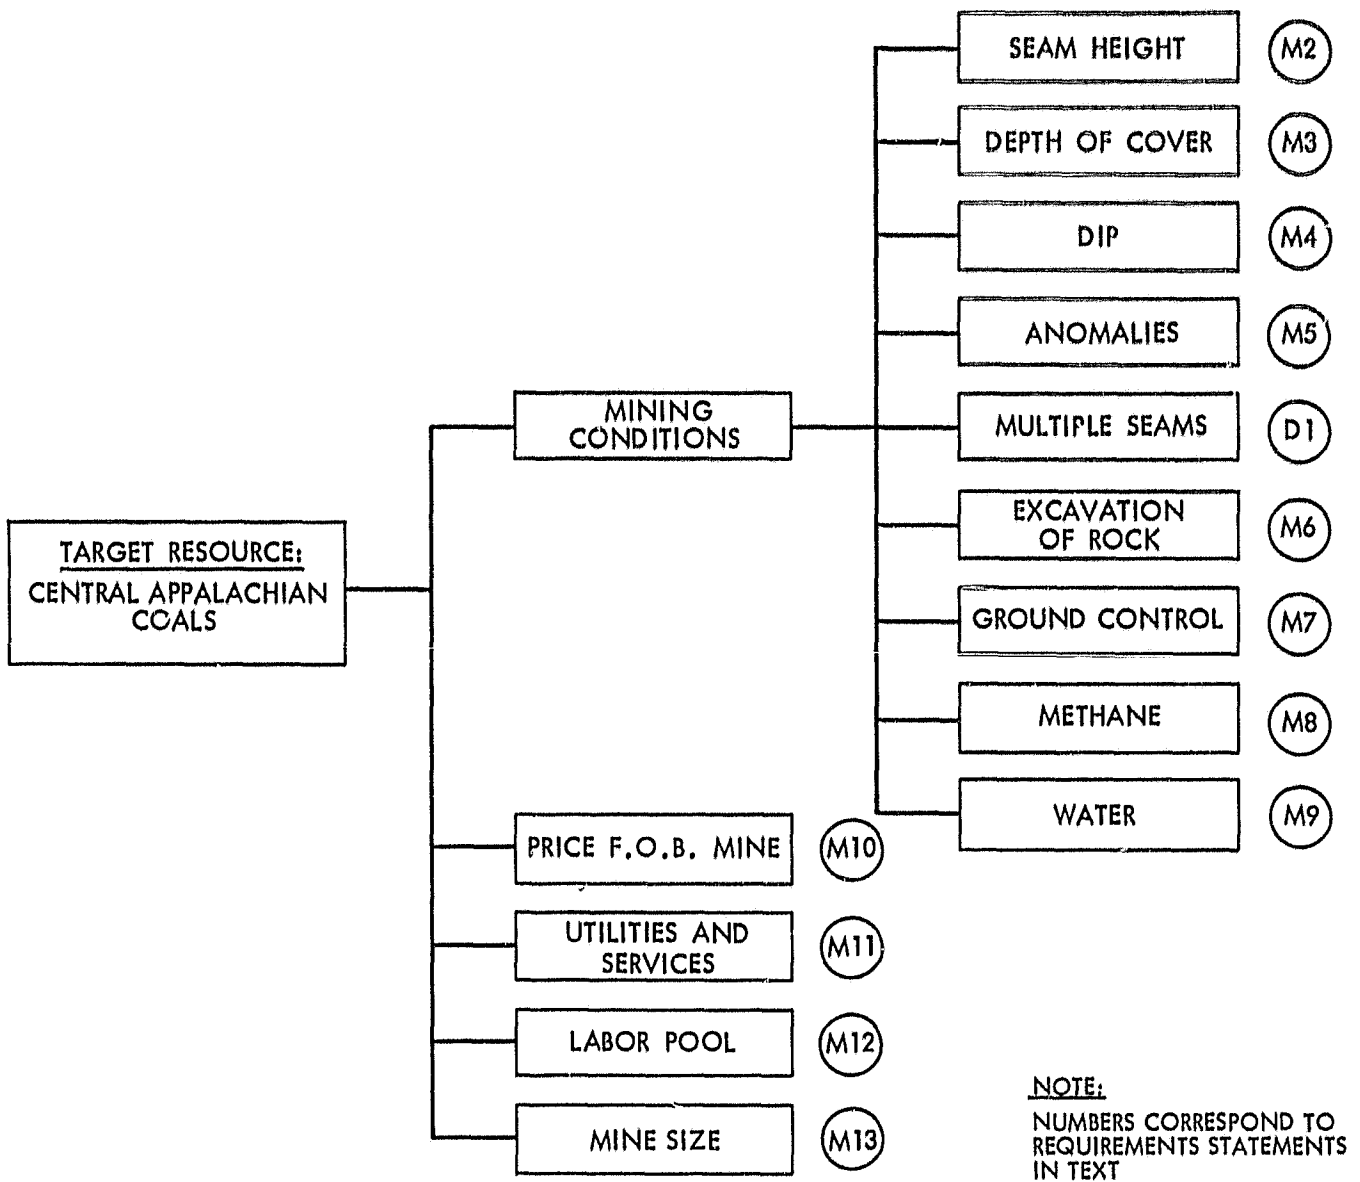 SEAM HEIGHT M2
DEPTH OF COVER M3
DIP M4
ANOMALIES M5
MULTIPLE SEAMS D1
EXCAVATION
OF ROCK M6
GROUND CONTROL M7
METHANE M8
WATER M9
MINING
CONDITIONS
TARGET RESOURCE:
CENTRAL APPALACHIAN
COALS
PRICE F.O.B. MINE M10
UTILITIES AND
SERVICES M11
LABOR POOL M12
MINE SIZE M13
NOTE:
NUMBERS CORRESPOND TO
REQUIREMENTS STATEMENTS
IN TEXT